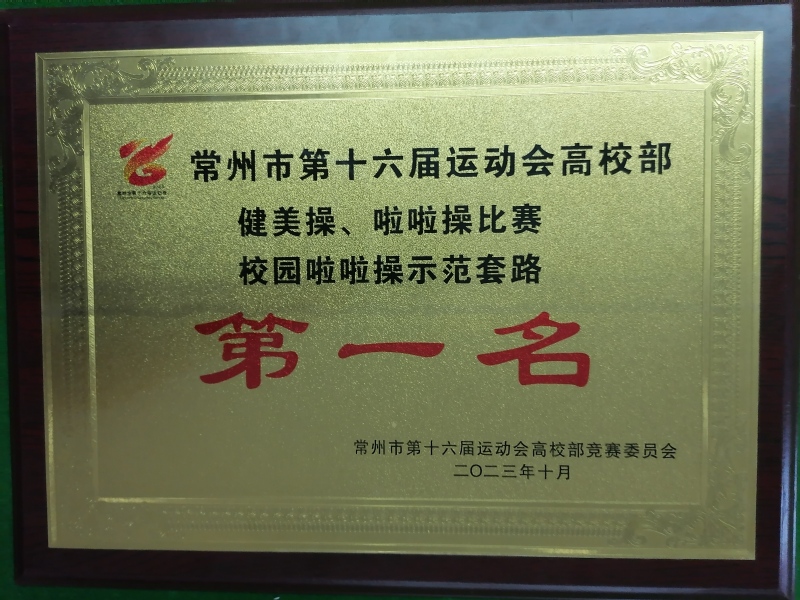 常州市第十六届运动会高校部
健美操、啦啦操比赛
校园啦啦操示范套路
第一名
常州市第十六届运动会高校部竞赛委员会
二〇二三年十月